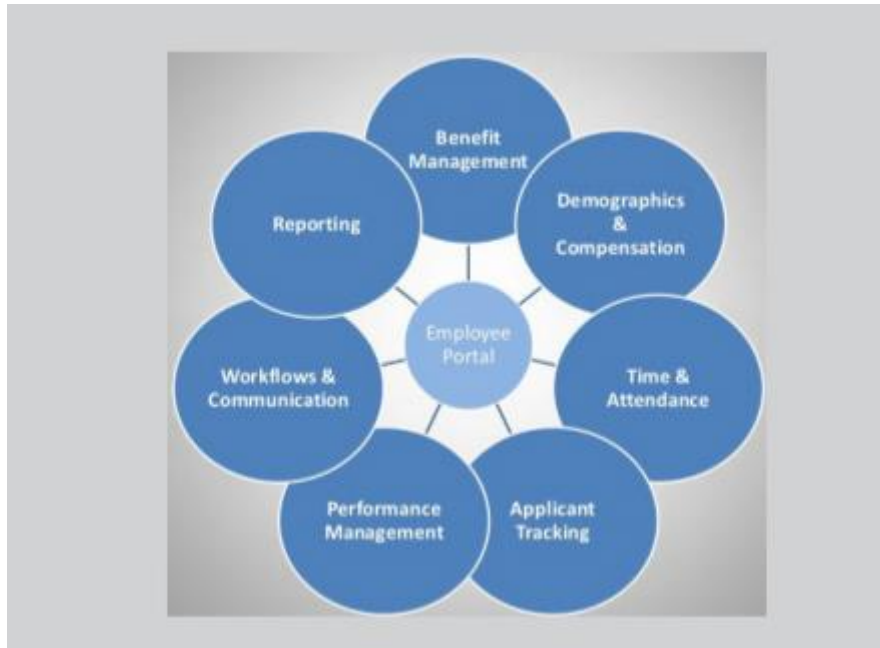 Benefit
Management
Demographics
&
Compensation
Time &
Attendance
Applicant
Tracking
Performance
Management
Workflows &
Communication
Reporting
Employee
Portal